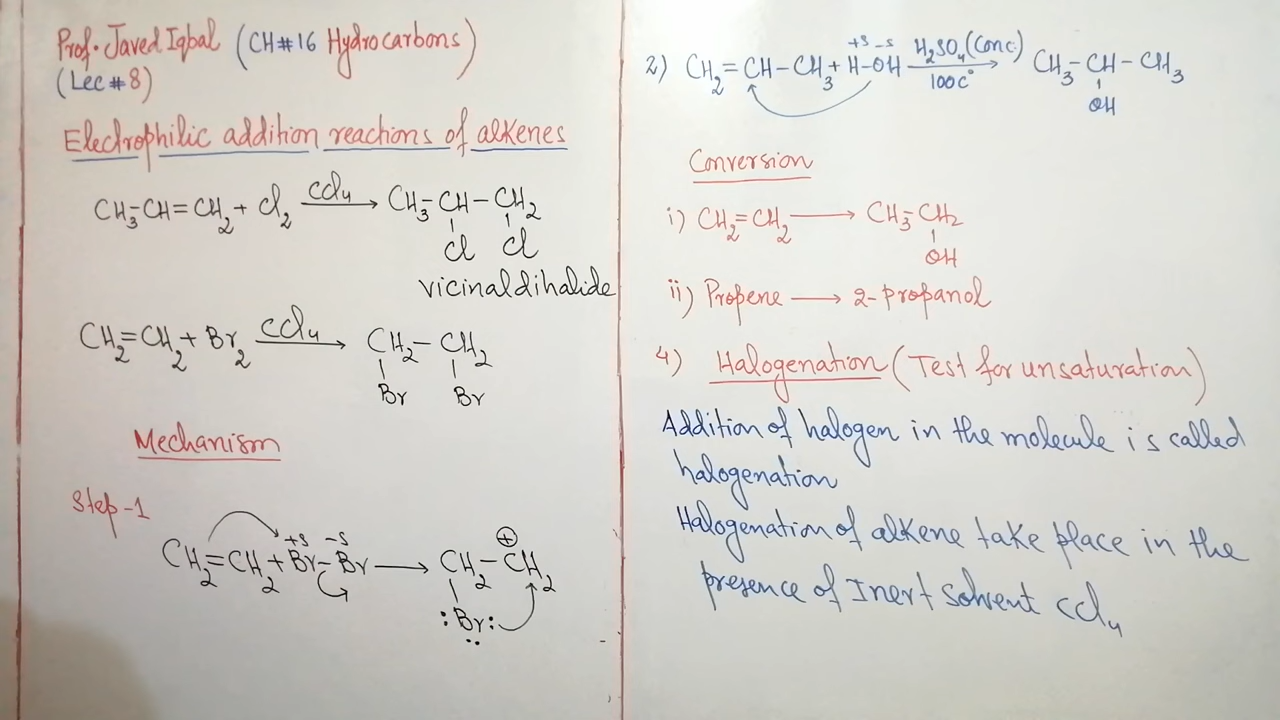 Prof. Javed Iqbal (CH#16 Hydrocarbons)
(Lec#8)
Electrophilic addition reactions of alkenes
CH₃-CH=CH₂ + Cl₂ CCl₄ → CH₃-CH-CH₂
Cl Cl
vicinaldihalide
CH₂=CH₂ + Br₂ CCl₄ → CH₂-CH₂
Br Br
Mechanism
Step-1
+δ -δ ⊕
CH₂=CH₂ + Br-Br → CH₂-CH₂
:Br:
2) CH₂=CH-CH₃ + H-OH H₂SO₄(Conc:) → CH₃-CH-CH₃
+δ -δ 100C° OH
Conversion
i) CH₂=CH₂ → CH₃-CH₂
OH
ii) Propene → 2-propanol
4) Halogenation (Test for unsaturation)
Addition of halogen in the molecule is called
halogenation
Halogenation of alkene take place in the
presence of Inert solvent CCl₄